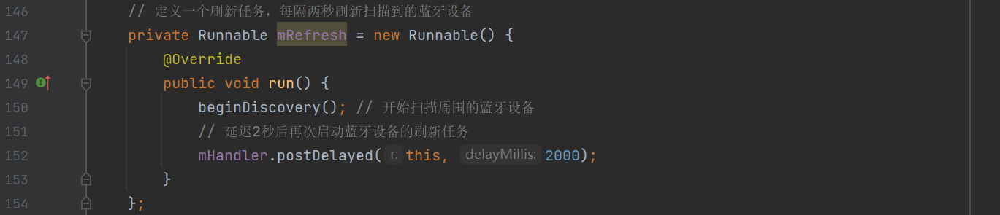 146 // 定义一个刷新任务，每隔两秒刷新扫描到的蓝牙设备
147 private Runnable mRefresh = new Runnable() {
148 @Override
149 public void run() {
150 beginDiscovery(); // 开始扫描周围的蓝牙设备
151 // 延迟2秒后再次启动蓝牙设备的刷新任务
152 mHandler.postDelayed( r: this, delayMillis: 2000);
153 }
154 };